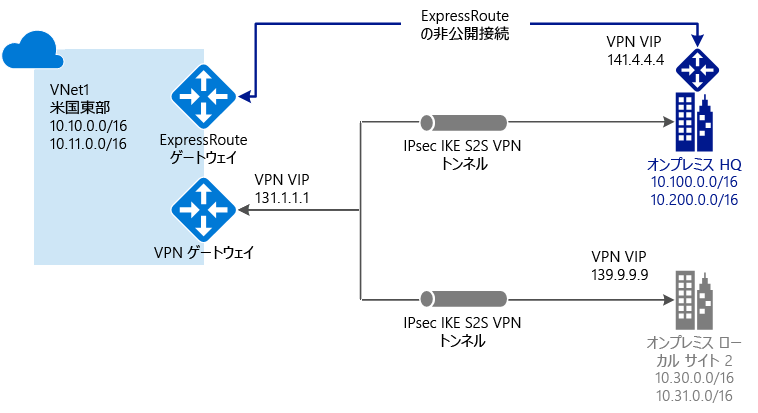 ExpressRoute
の非公開接続
VPN VIP
141.4.4.4
VNet1
米国東部
10.10.0.0/16
10.11.0.0/16
ExpressRoute
ゲートウェイ
IPsec IKE S2S VPN
トンネル
オンプレミス HQ
10.100.0.0/16
10.200.0.0/16
VPN VIP
131.1.1.1
VPN ゲートウェイ
VPN VIP
139.9.9.9
IPsec IKE S2S VPN
トンネル
オンプレミス ロー
カル サイト 2
10.30.0.0/16
10.31.0.0/16